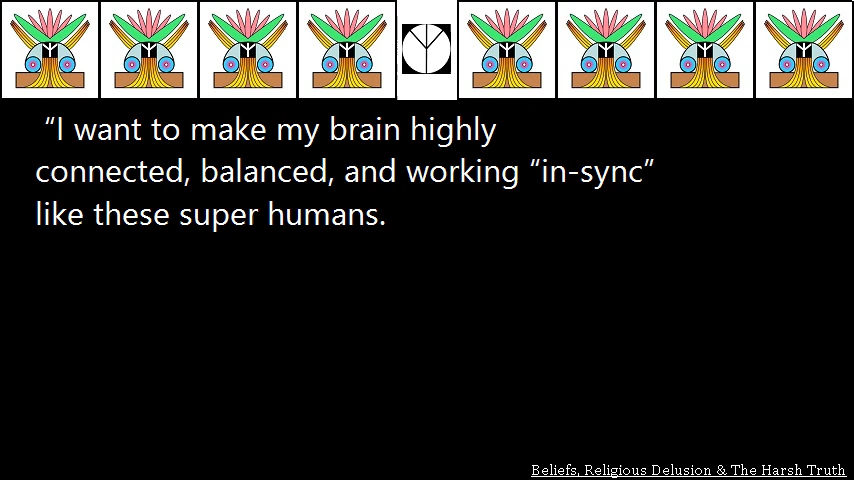 “I want to make my brain highly
connected, balanced, and working “in-sync”
like these super humans.
Beliefs, Religious Delusion & The Harsh Truth